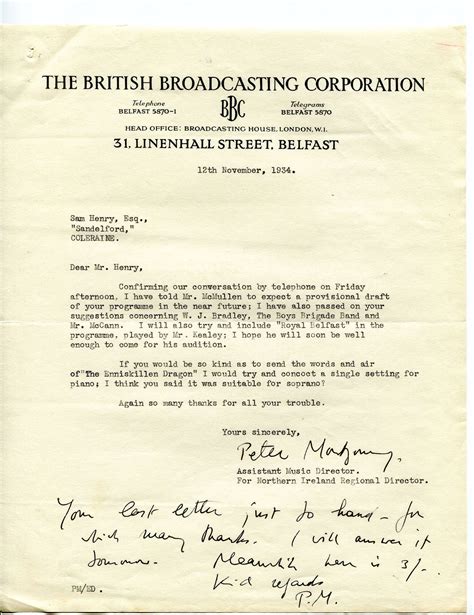 THE BRITISH BROADCASTING CORPORATION
Telephone
BELFAST 5870-1
BBC
Telegrams
BELFAST 5870
HEAD OFFICE: BROADCASTING HOUSE, LONDON, W.1.
31, LINENHALL STREET, BELFAST
12th November, 1934.
Sam Henry, Esq.,
"Sandelford,"
COLERAINE.
Dear Mr. Henry,
Confirming our conversation by telephone on Friday
afternoon, I have told Mr. McMullen to expect a provisional draft
of your programme in the near future; I have also passed on your
suggestions concerning W. J. Bradley, The Boys Brigade Band and
Mr. McCann. I will also try and include "Royal Belfast" in the
programme, played by Mr. Kealey; I hope he will soon be well
enough to come for his audition.
If you would be so kind as to send the words and air
of"The Enniskillen Dragon" I would try and concoct a single setting for
piano; I think you said it was suitable for soprano?
Again so many thanks for all your trouble.
Yours sincerely,
Peter Montgomery.
Assistant Music Director.
For Northern Ireland Regional Director.
Your last letter just to hand - for
which many thanks. I will answer it
tomorrow. Meanwhile here is 3/-
Kind regards
P.M.
PM/ED.